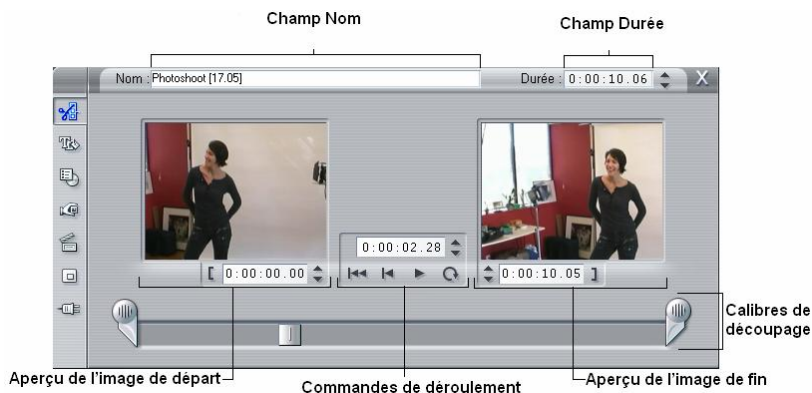 Champ Nom
Champ Durée
Nom : Photoshoot [17.05]
Durée : 0:00:10.06
X
0:00:02.28
[ 0:00:00.00
0:00:10.05 ]
Calibres de
découpage
Aperçu de l'image de départ
Commandes de déroulement
Aperçu de l'image de fin